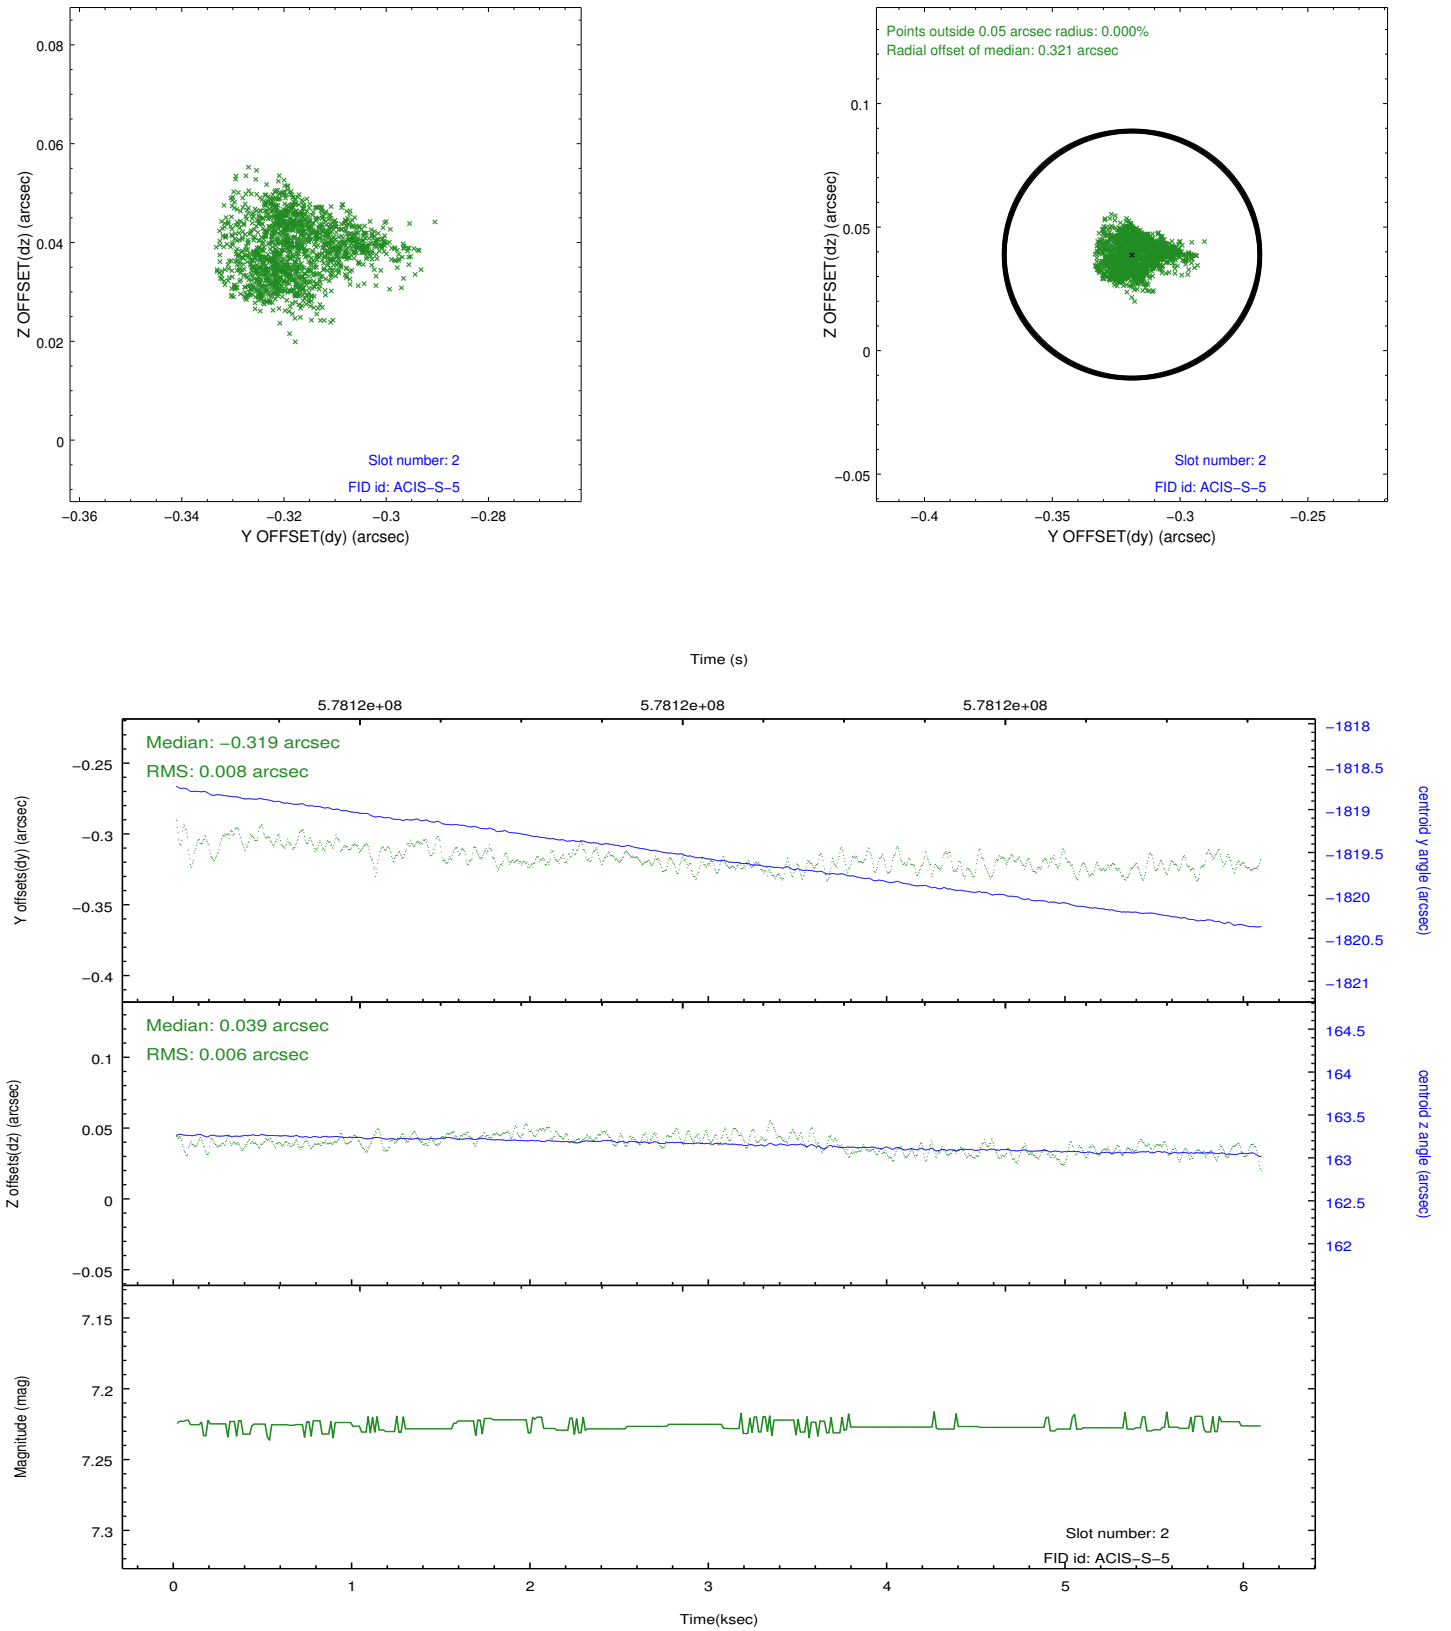 0.08
0.06
0.04
0.02
0
Z OFFSET(dz) (arcsec)
Slot number: 2
FID id: ACIS−S−5
−0.36
−0.34
−0.32
−0.3
−0.28
Y OFFSET(dy) (arcsec)
Points outside 0.05 arcsec radius: 0.000%
Radial offset of median: 0.321 arcsec
0.1
0.05
0
−0.05
Z OFFSET(dz) (arcsec)
Slot number: 2
FID id: ACIS−S−5
−0.4
−0.35
−0.3
−0.25
Y OFFSET(dy) (arcsec)
Time (s)
5.7812e+08
5.7812e+08
5.7812e+08
Median: −0.319 arcsec
RMS: 0.008 arcsec
−0.25
−0.3
−0.35
−0.4
Y offsets(dy) (arcsec)
−1818
−1818.5
−1819
−1819.5
−1820
−1820.5
−1821
centroid y angle (arcsec)
Median: 0.039 arcsec
RMS: 0.006 arcsec
0.1
0.05
0
−0.05
Z offsets(dz) (arcsec)
164.5
164
163.5
163
162.5
162
centroid z angle (arcsec)
7.15
7.2
7.25
7.3
Magnitude (mag)
Slot number: 2
FID id: ACIS−S−5
0
1
2
3
4
5
6
Time(ksec)